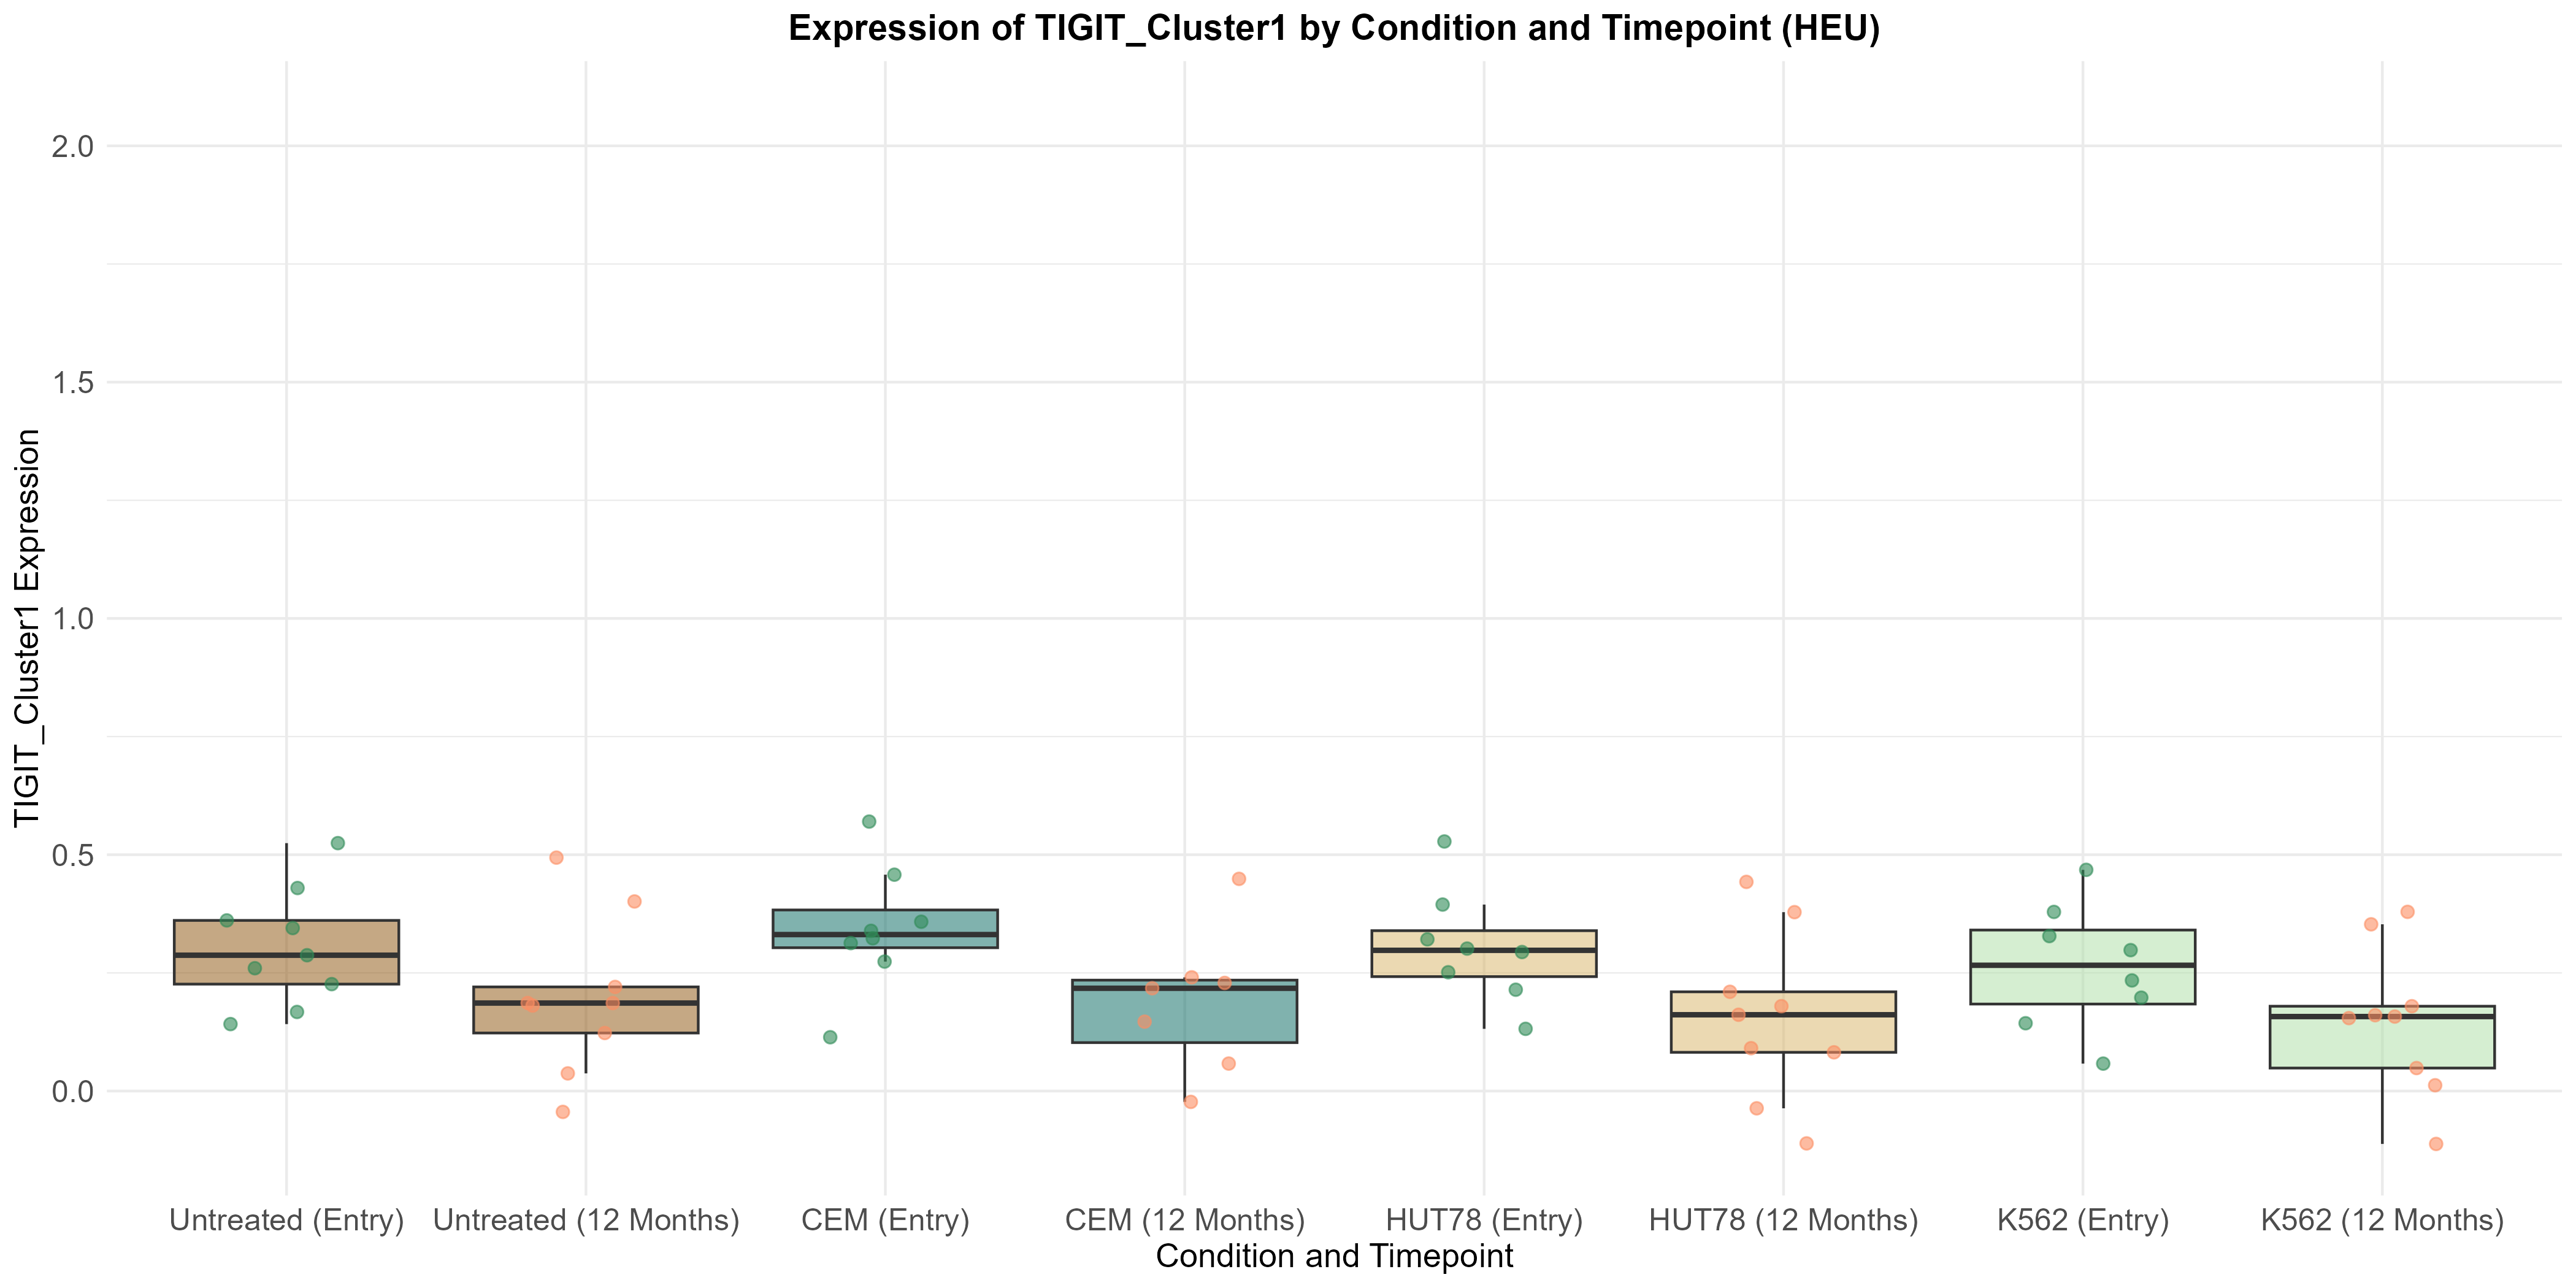 Expression of TIGIT_Cluster1 by Condition and Timepoint (HEU)
2.0
1.5
1.0
0.5
0.0
TIGIT_Cluster1 Expression
Untreated (Entry) Untreated (12 Months) CEM (Entry) CEM (12 Months) HUT78 (Entry) HUT78 (12 Months) K562 (Entry) K562 (12 Months)
Condition and Timepoint